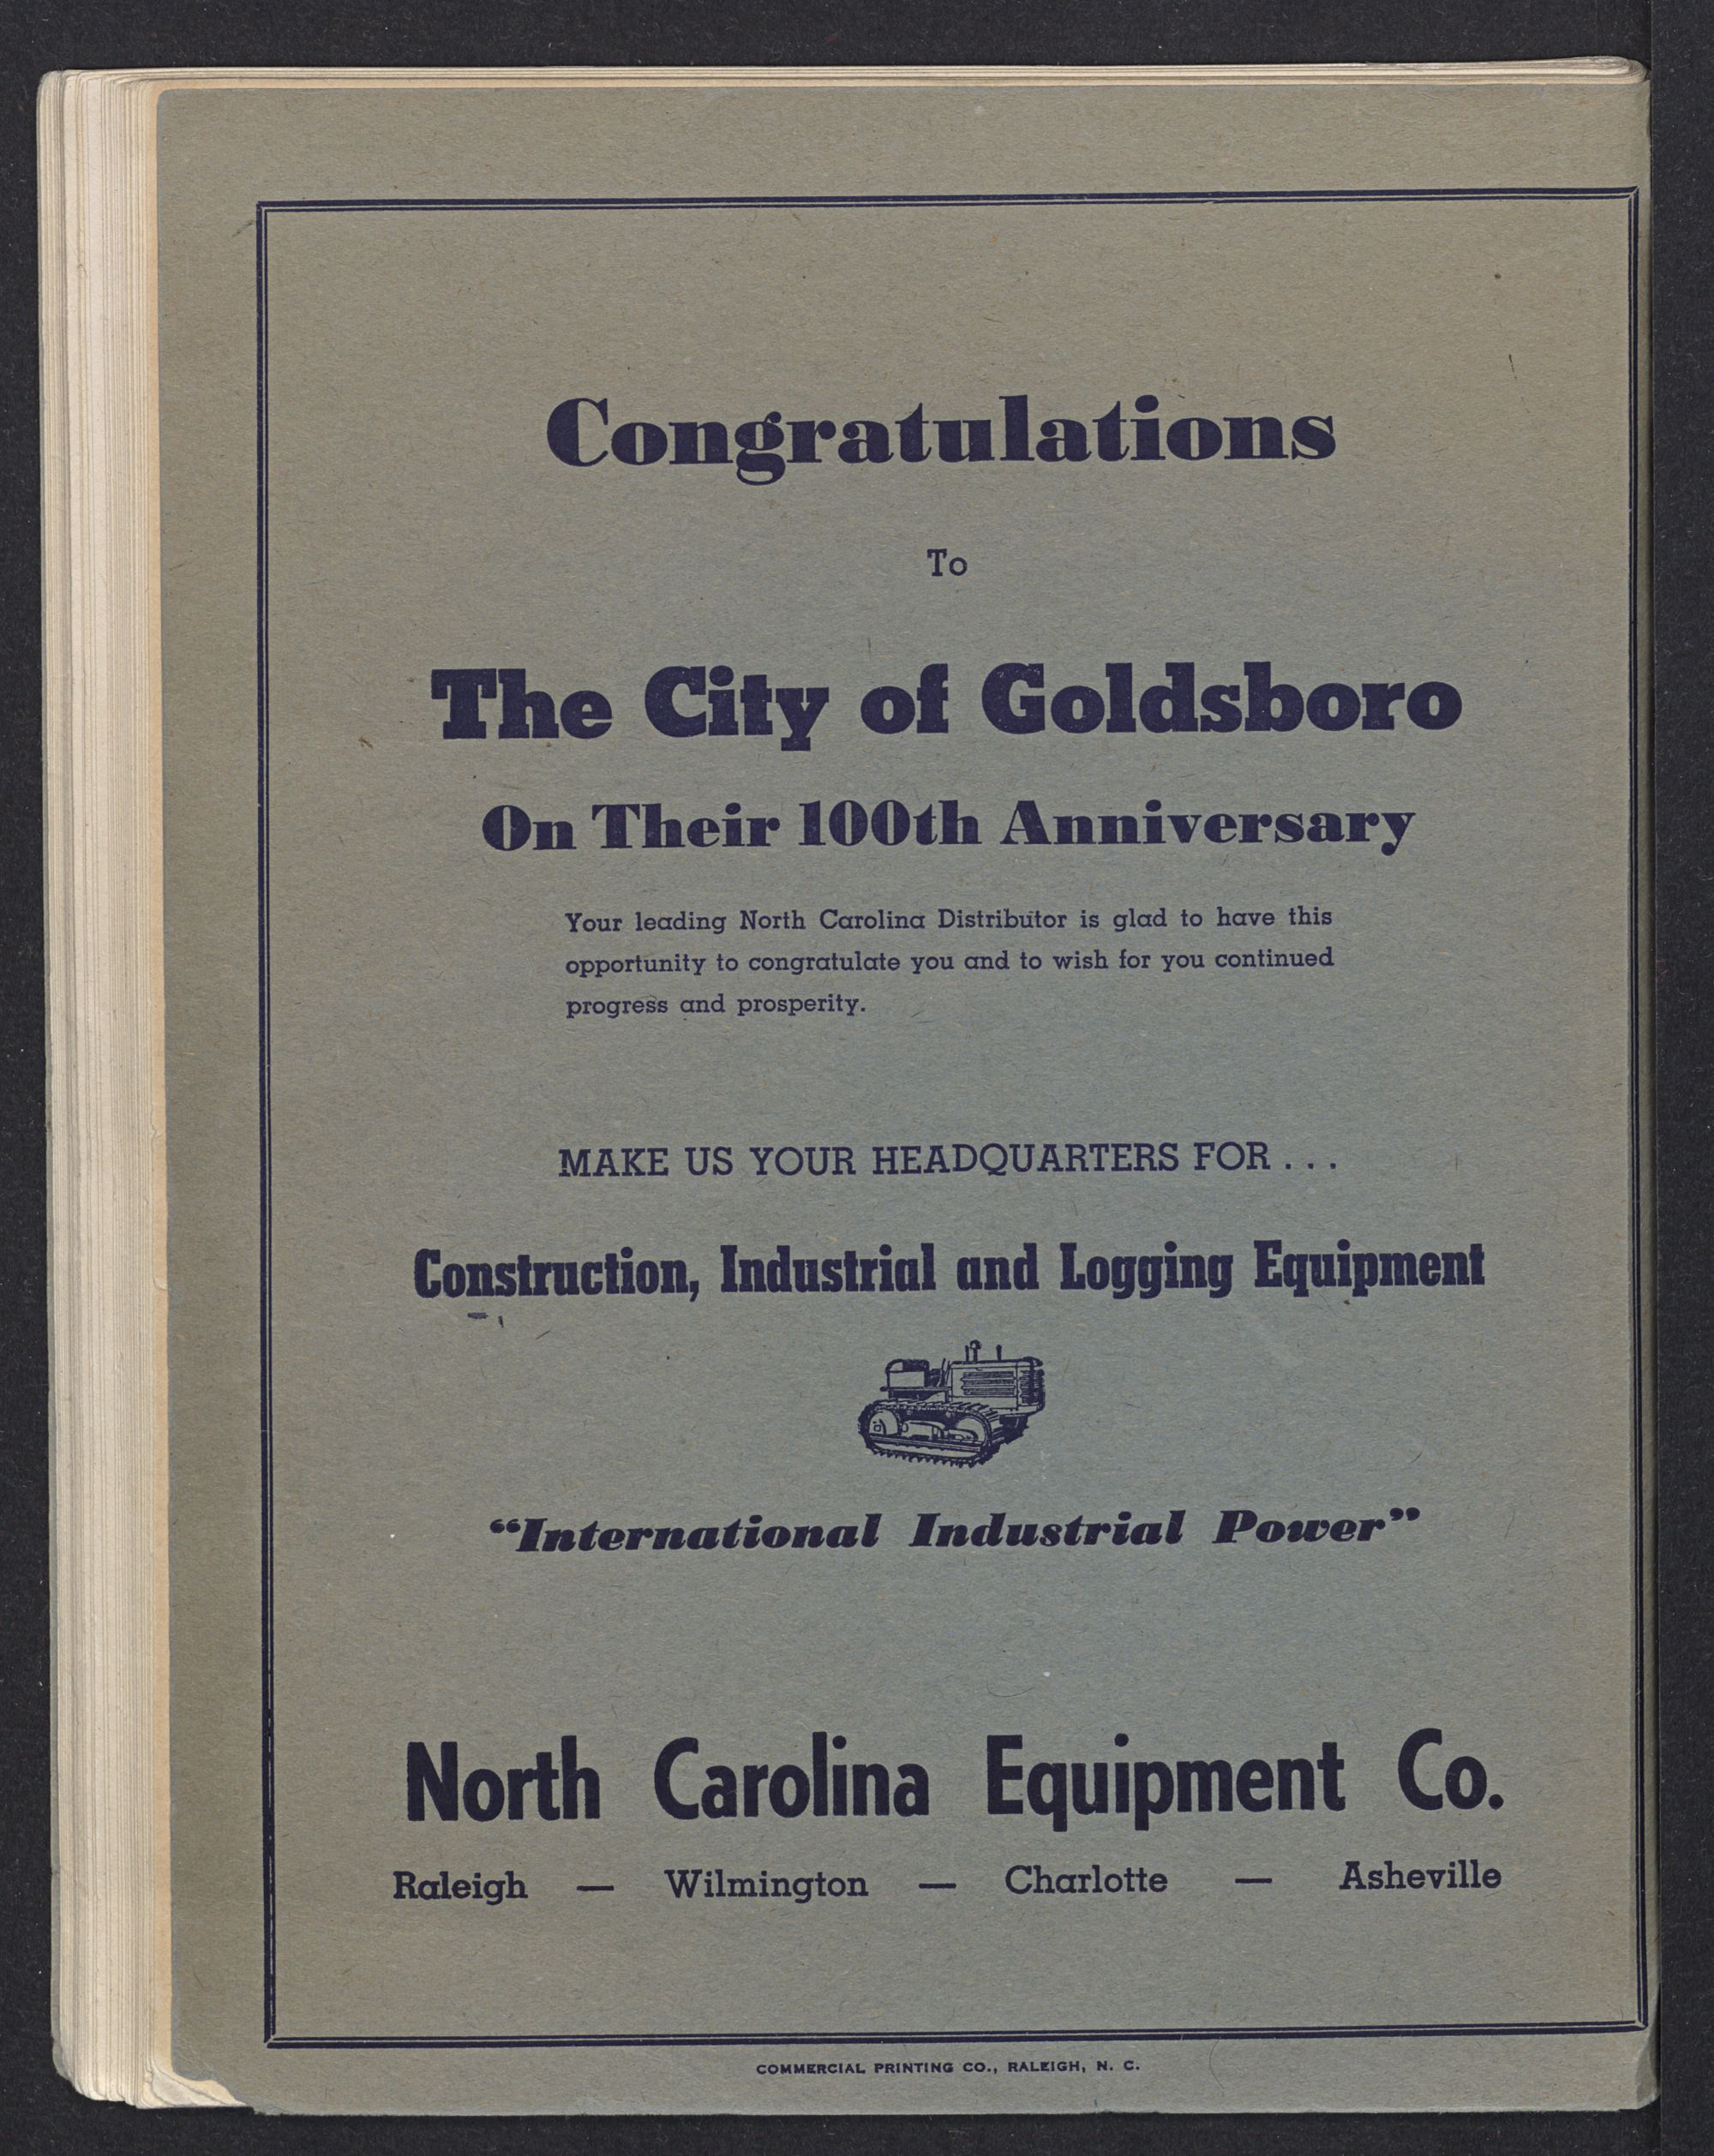 Congratulations
To
The City of Goldsboro
On Their 100th Anniversary
Your leading North Carolina Distributor is glad to have this
opportunity to congratulate you and to wish for you continued
progress and prosperity.
MAKE US YOUR HEADQUARTERS FOR . . .
Construction, Industrial and Logging Equipment
“International Industrial Power”
North Carolina Equipment Co.
Raleigh — Wilmington — Charlotte — Asheville
COMMERCIAL PRINTING CO., RALEIGH, N. C.